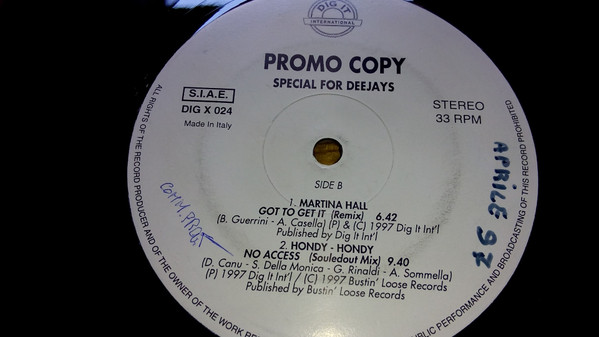 DIG IT
INTERNATIONAL
PROMO COPY
SPECIAL FOR DEEJAYS
S.I.A.E.
DIG X 024
Made in Italy
STEREO
33 RPM
SIDE B
1. MARTINA HALL
GOT TO GET IT (Remix) 6.42
(B. Guerrini - A. Casella) (P) & (C) 1997 Dig It Int'l
Published by Dig It Int'l
2. HONDY - HONDY
NO ACCESS (Souledout Mix) 9.40
(D. Canu - S. Della Monica - G. Rinaldi - A. Sommella)
(P) 1997 Dig It Int'l / (C) 1997 Bustin' Loose Records
Published by Bustin' Loose Records
ALL RIGHTS OF THE RECORD PRODUCER AND OF THE OWNER OF THE WORK
PUBLIC PERFORMANCE AND BROADCASTING OF THIS RECORD PROHIBITED
APRILE 97
COMM.